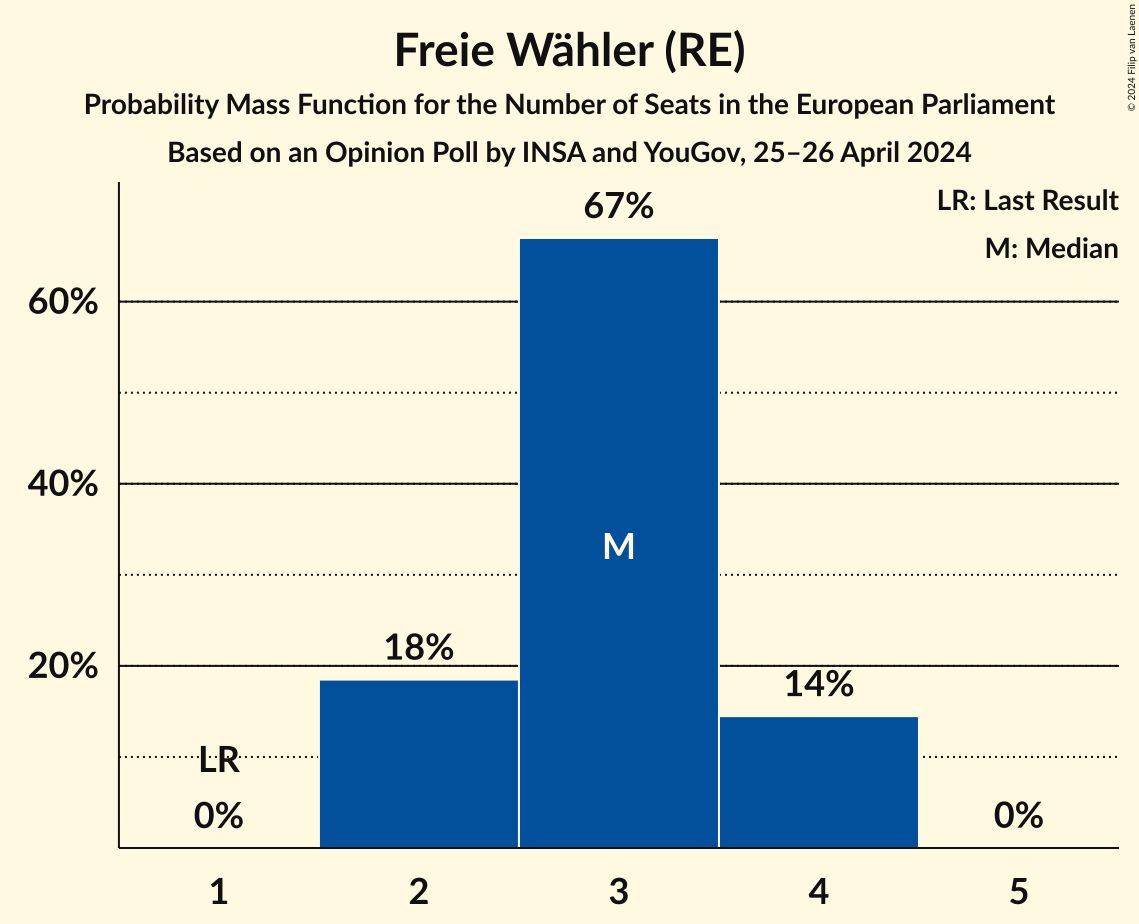 Freie Wähler (RE)
Probability Mass Function for the Number of Seats in the European Parliament
Based on an Opinion Poll by INSA and YouGov, 25–26 April 2024
© 2024 Filip van Laenen
LR: Last Result
M: Median
67%
60%
40%
M
18%
20%
14%
LR
0%
0%
1 2 3 4 5